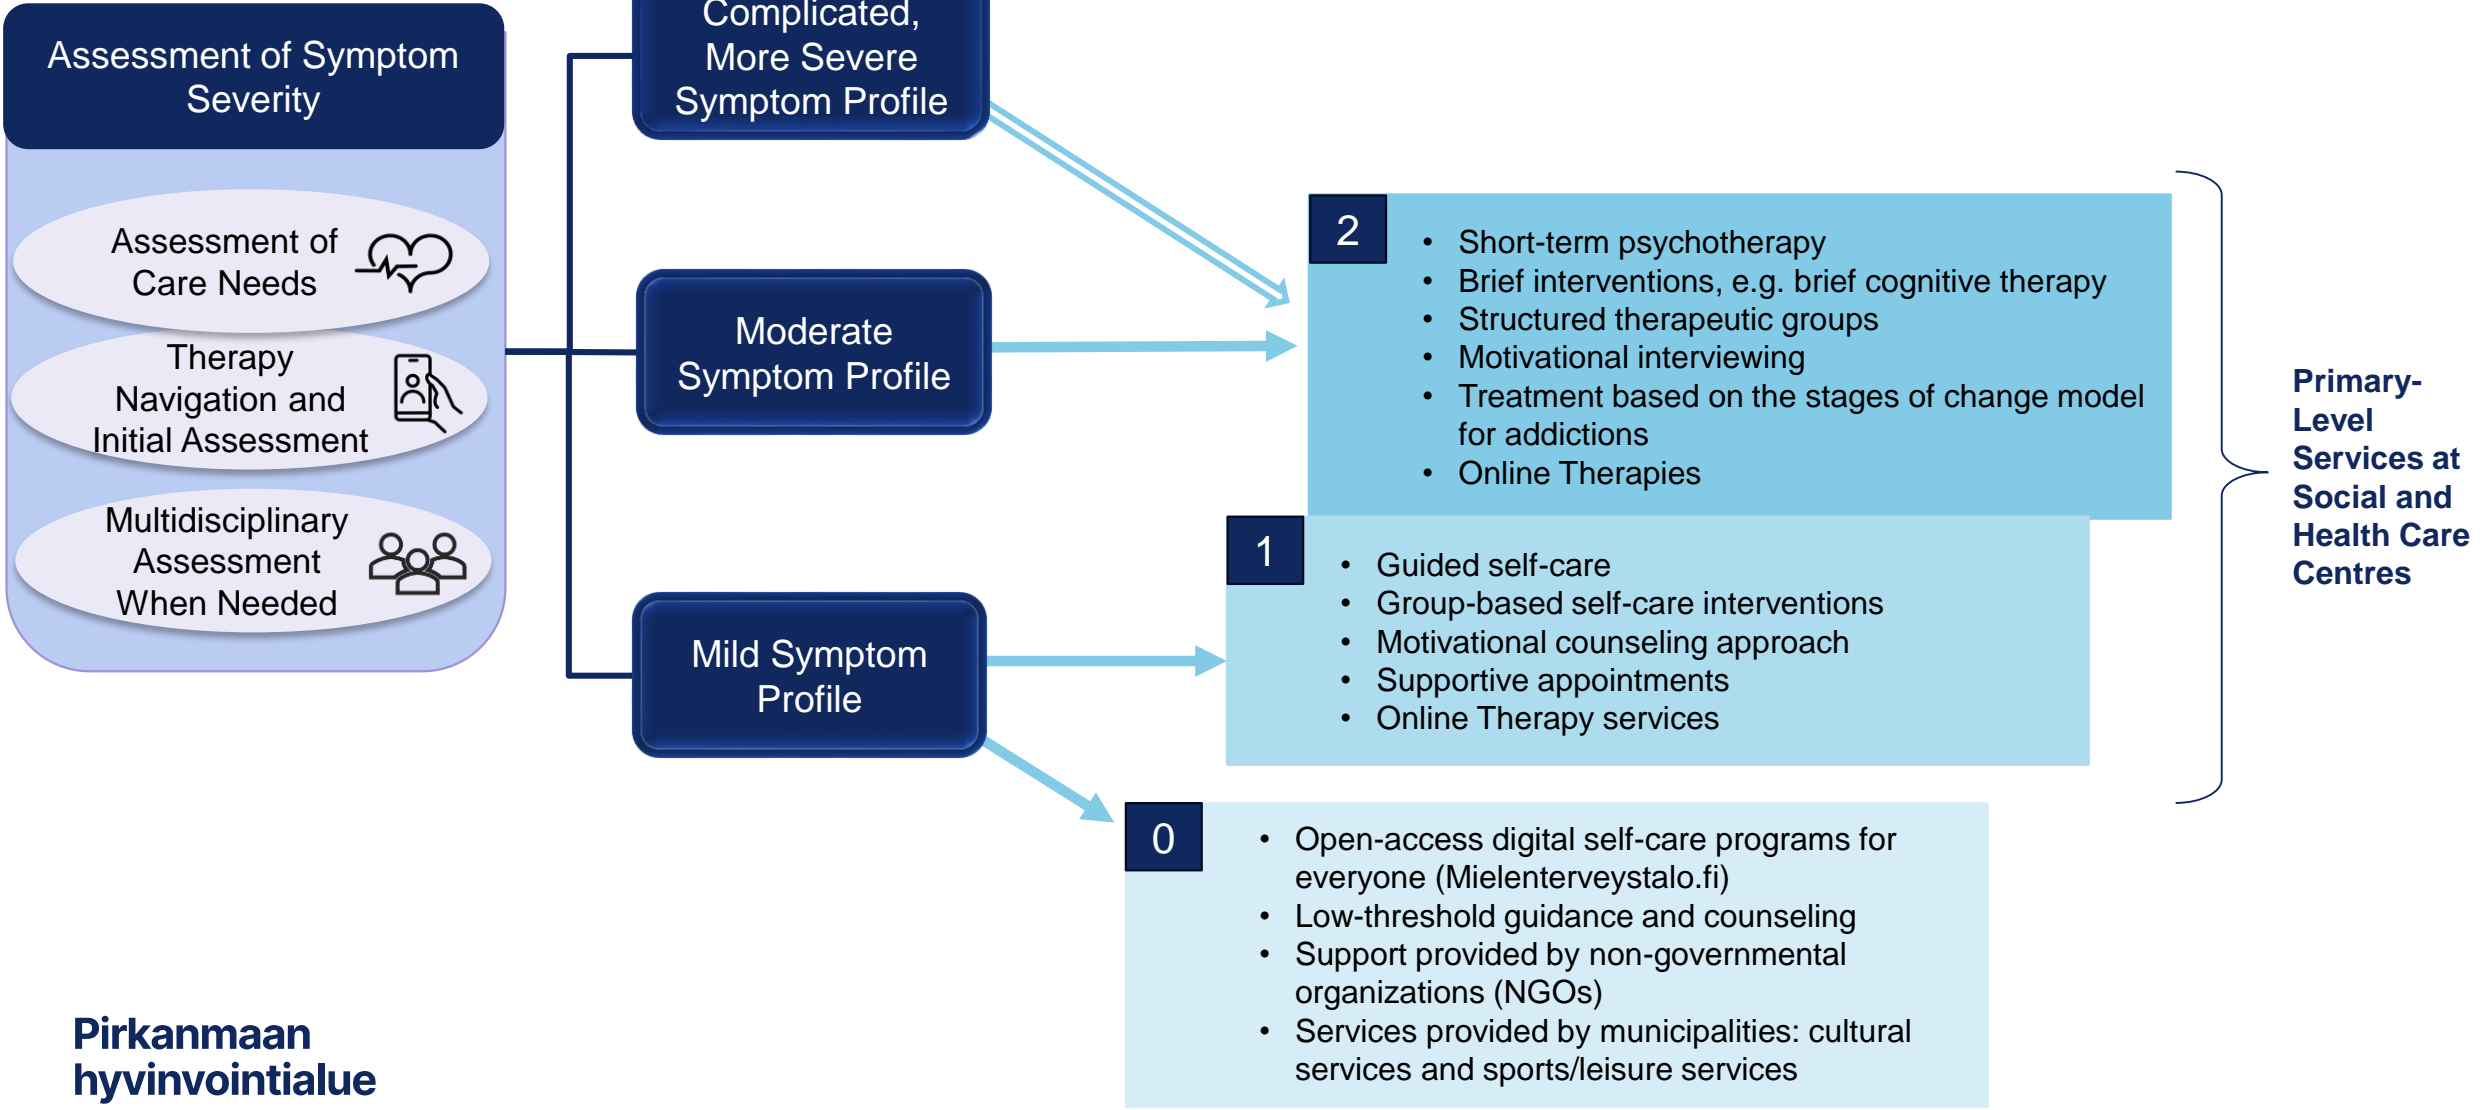 Assessment of Symptom
Severity
Assessment of
Care Needs
Therapy
Navigation and
Initial Assessment
Multidisciplinary
Assessment
When Needed
Complicated,
More Severe
Symptom Profile
Moderate
Symptom Profile
Mild Symptom
Profile
2
• Short-term psychotherapy
• Brief interventions, e.g. brief cognitive therapy
• Structured therapeutic groups
• Motivational interviewing
• Treatment based on the stages of change model
for addictions
• Online Therapies
1
• Guided self-care
• Group-based self-care interventions
• Motivational counseling approach
• Supportive appointments
• Online Therapy services
0
• Open-access digital self-care programs for
everyone (Mielenterveystalo.fi)
• Low-threshold guidance and counseling
• Support provided by non-governmental
organizations (NGOs)
• Services provided by municipalities: cultural
services and sports/leisure services
Primary-
Level
Services at
Social and
Health Care
Centres
Pirkanmaan
hyvinvointialue